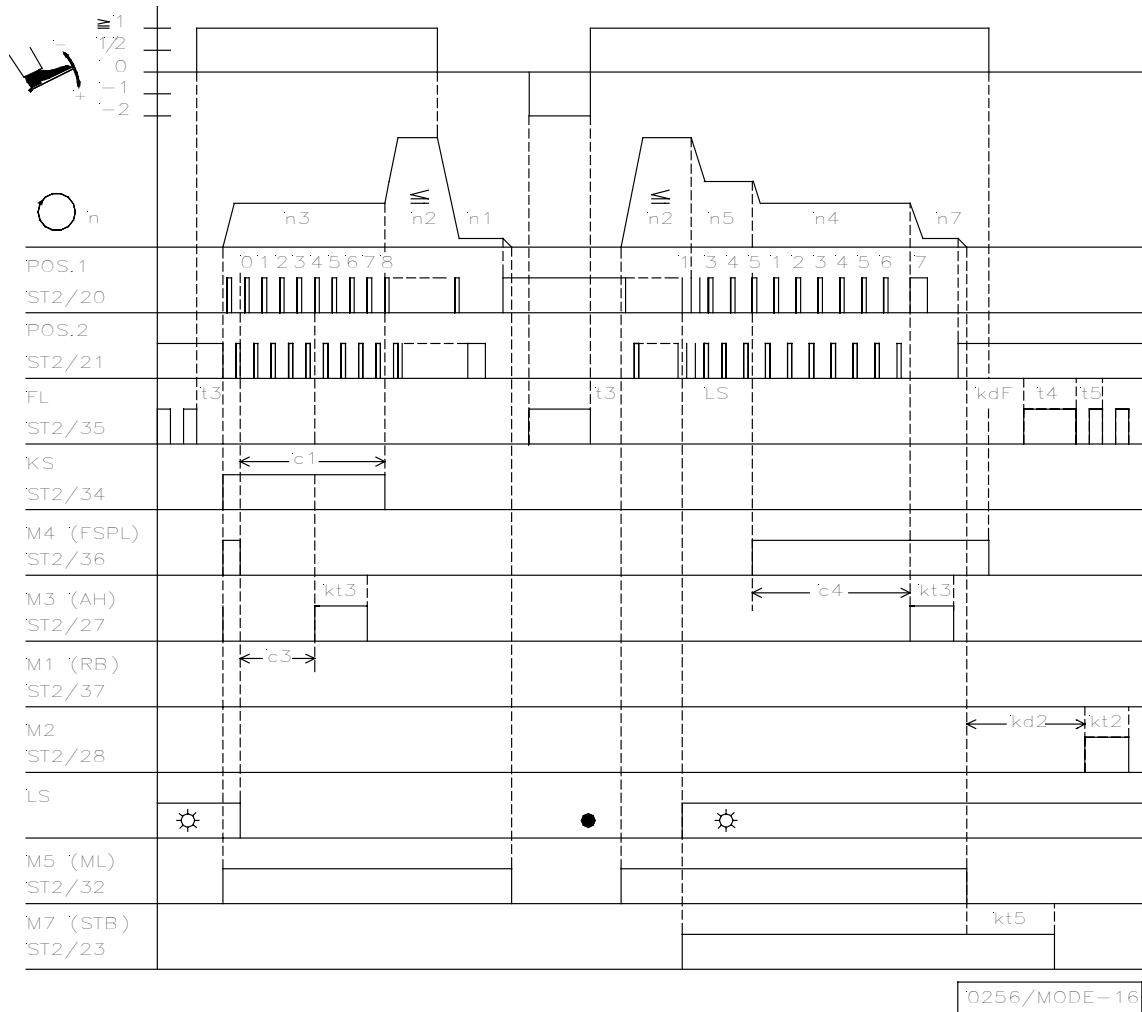 ≧ 1
1/2
0
−1
−2
−
+
n
n3
≦
n2
n1
≦
n2
n5
n4
n7
POS.1
ST2/20
0 1 2 3 4 5 6 7 8
1 3 4 5 1 2 3 4 5 6 7
POS.2
ST2/21
FL
ST2/35
t3
t3
LS
kdF
t4
t5
KS
ST2/34
c1
M4 (FSPL)
ST2/36
M3 (AH)
ST2/27
kt3
c4
kt3
M1 (RB)
ST2/37
c3
M2
ST2/28
kd2
kt2
LS
M5 (ML)
ST2/32
M7 (STB)
ST2/23
kt5
0256/MODE−16